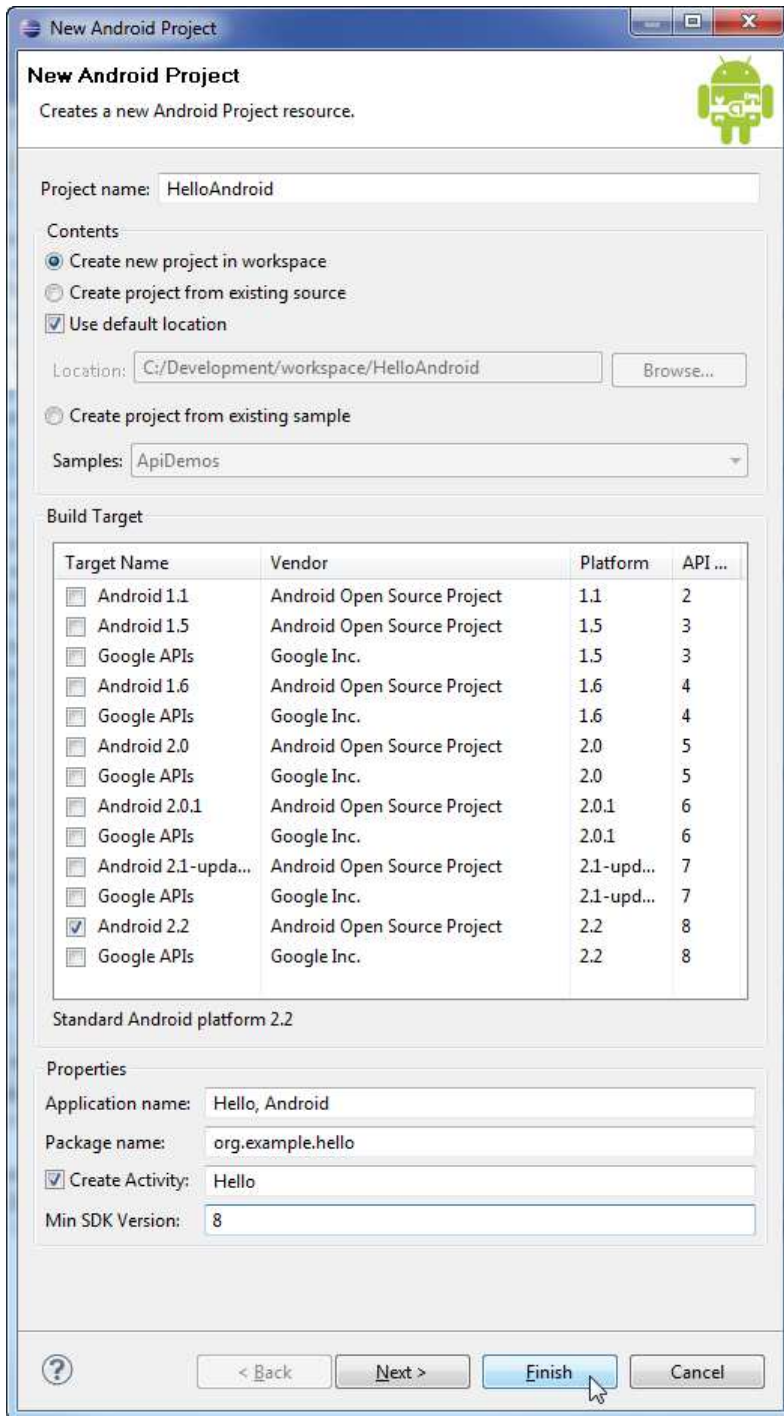 New Android Project
New Android Project
Creates a new Android Project resource.
Project name: HelloAndroid
Contents
Create new project in workspace
Create project from existing source
Use default location
Location: C:/Development/workspace/HelloAndroid Browse...
Create project from existing sample
Samples: ApiDemos
Build Target
Target Name Vendor Platform API ...
Android 1.1 Android Open Source Project 1.1 2
Android 1.5 Android Open Source Project 1.5 3
Google APIs Google Inc. 1.5 3
Android 1.6 Android Open Source Project 1.6 4
Google APIs Google Inc. 1.6 4
Android 2.0 Android Open Source Project 2.0 5
Google APIs Google Inc. 2.0 5
Android 2.0.1 Android Open Source Project 2.0.1 6
Google APIs Google Inc. 2.0.1 6
Android 2.1-upda... Android Open Source Project 2.1-upd... 7
Google APIs Google Inc. 2.1-upd... 7
Android 2.2 Android Open Source Project 2.2 8
Google APIs Google Inc. 2.2 8
Standard Android platform 2.2
Properties
Application name: Hello, Android
Package name: org.example.hello
Create Activity: Hello
Min SDK Version: 8
? < Back Next > Finish Cancel